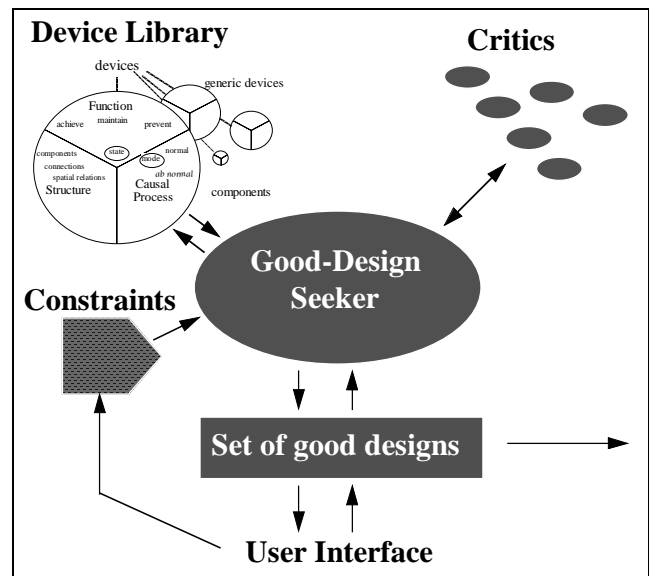 Device Library
Critics
devices
generic devices
Function
maintain
achieve
prevent
state
mode
normal
components
connections
ab normal
spatial relations
Causal
Structure
Process
components
Good-Design
Seeker
Constraints
Set of good designs
User Interface